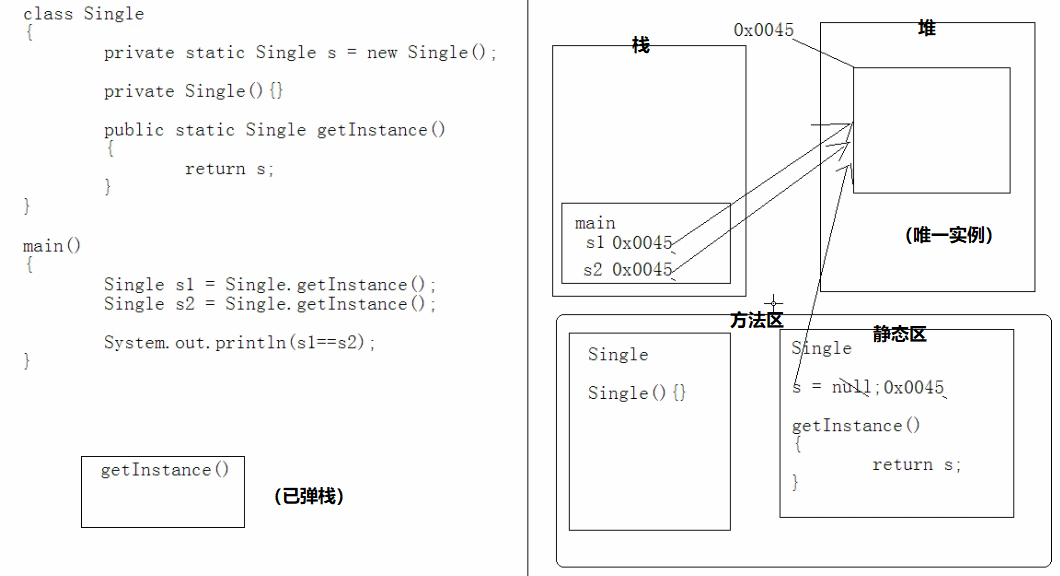 class Single
{
private static Single s = new Single();
private Single(){}
public static Single getInstance()
{
return s;
}
}
main()
{
Single s1 = Single.getInstance();
Single s2 = Single.getInstance();
System.out.println(s1==s2);
}
getInstance()
(已弹栈)
栈
0x0045
堆
main
s1 0x0045
s2 0x0045
(唯一实例)
方法区
静态区
Single
Single(){}
Single
s = null;0x0045
getInstance()
{
return s;
}